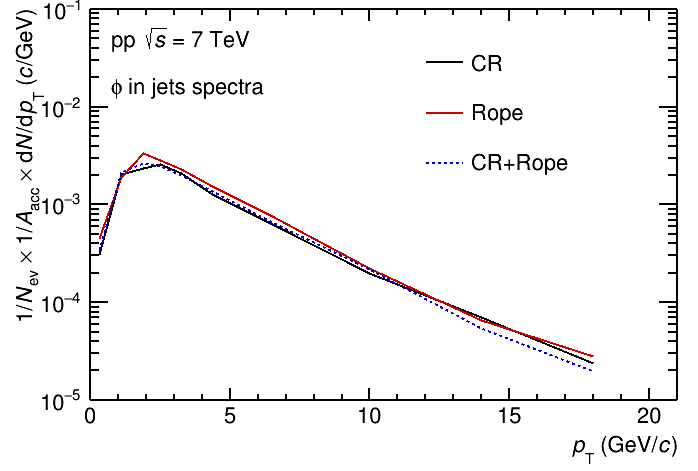 pp √s = 7 TeV
ϕ in jets spectra
CR
Rope
CR+Rope
1/N_ev × 1/A_acc × dN/dp_T (c/GeV)
10⁻¹
10⁻²
10⁻³
10⁻⁴
10⁻⁵
0 5 10 15 20
p_T (GeV/c)